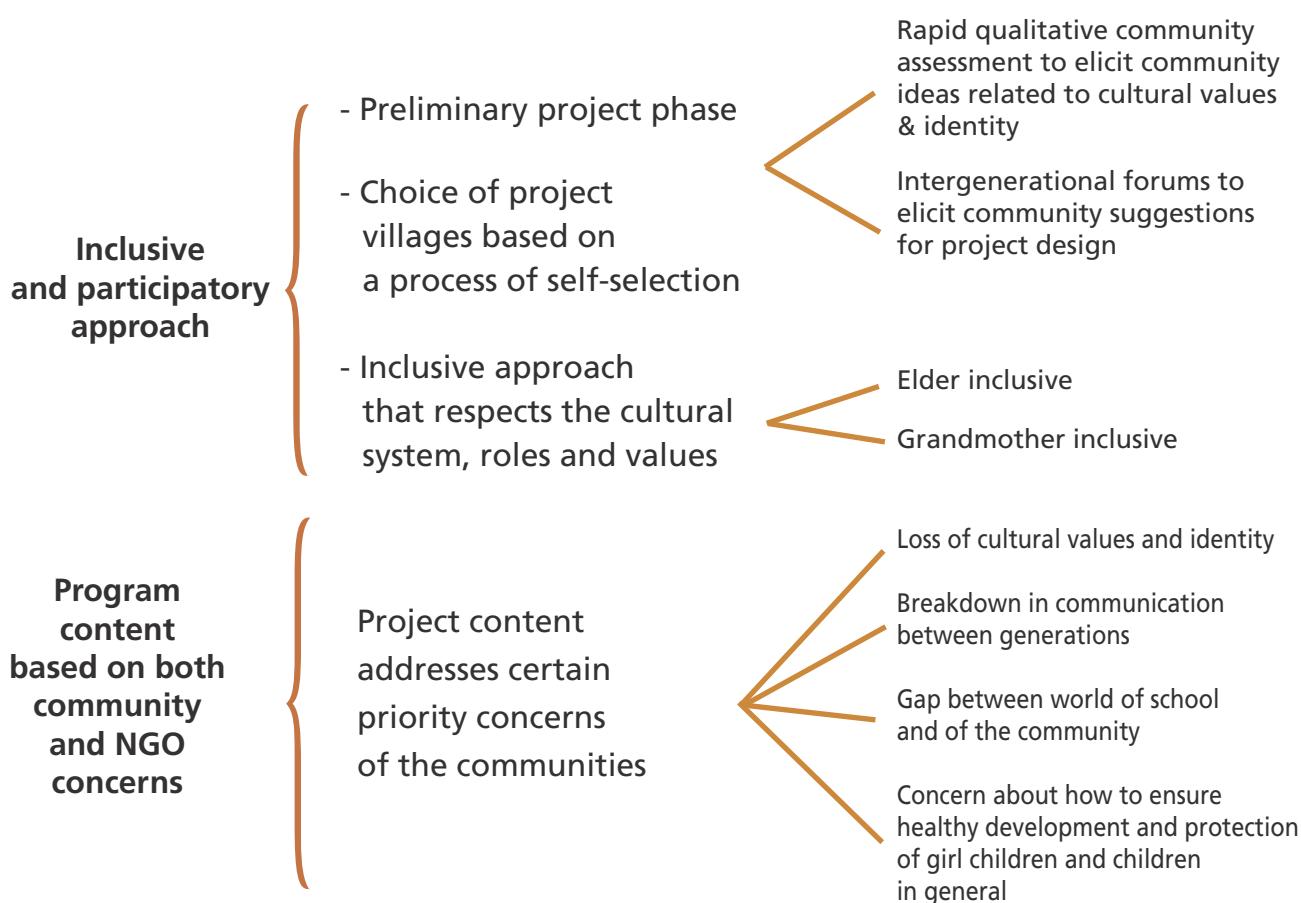 Inclusive
and participatory
approach
- Preliminary project phase
- Choice of project
villages based on
a process of self-selection
- Inclusive approach
that respects the cultural
system, roles and values
Rapid qualitative community
assessment to elicit community
ideas related to cultural values
& identity
Intergenerational forums to
elicit community suggestions
for project design
Elder inclusive
Grandmother inclusive
Program
content
based on both
community
and NGO
concerns
Project content
addresses certain
priority concerns
of the communities
Loss of cultural values and identity
Breakdown in communication
between generations
Gap between world of school
and of the community
Concern about how to ensure
healthy development and protection
of girl children and children
in general